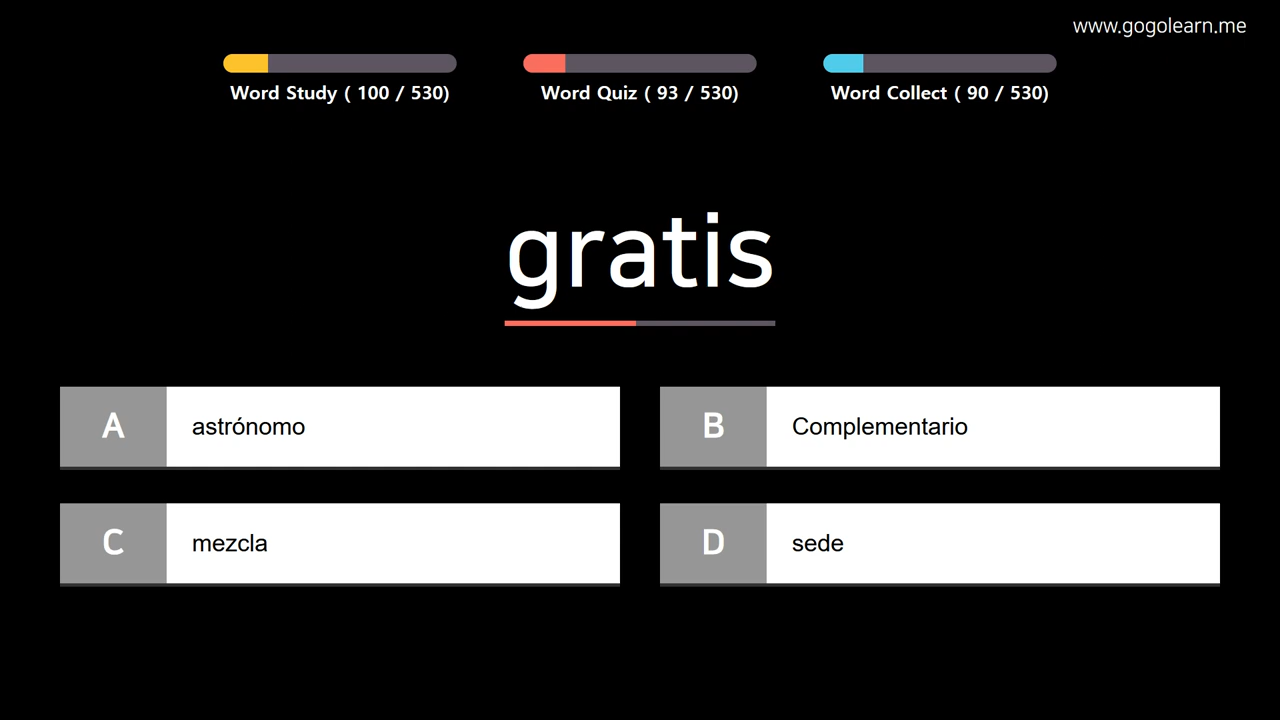 www.gogolearn.me
Word Study ( 100 / 530)
Word Quiz ( 93 / 530)
Word Collect ( 90 / 530)
gratis
A astrónomo
B Complementario
C mezcla
D sede